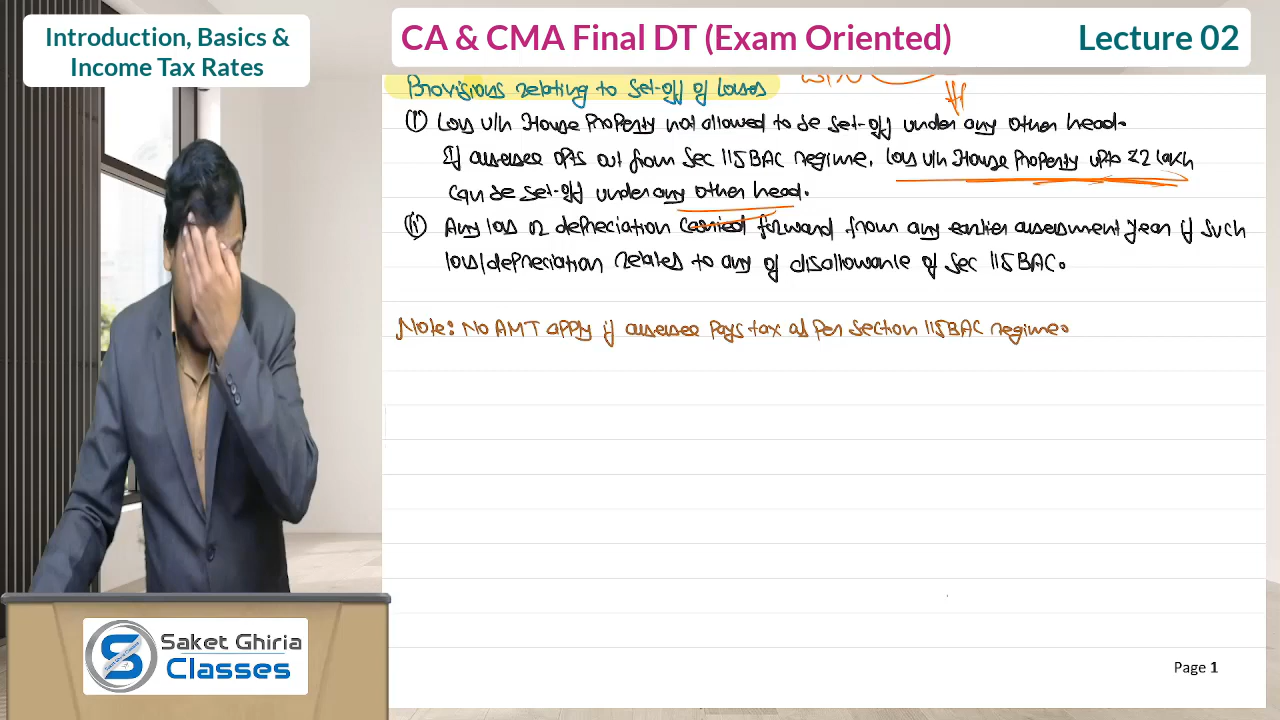 Introduction, Basics &
Income Tax Rates
CA & CMA Final DT (Exam Oriented)
Lecture 02
Provisions relating to set-off of losses
(i) Loss u/h House Property not allowed to be set-off under any other head.
If assessee opts out from Sec 115BAC regime, loss u/h House Property upto ₹2 lakh
can be set-off under any other head.
(ii) Any loss or depreciation carried forward from any earlier assessment year if such
loss/depreciation relates to any of disallowance of Sec 115BAC.
Note: No AMT apply if assessee pays tax as per section 115BAC regime.
Saket Ghiria
Classes
Page 1